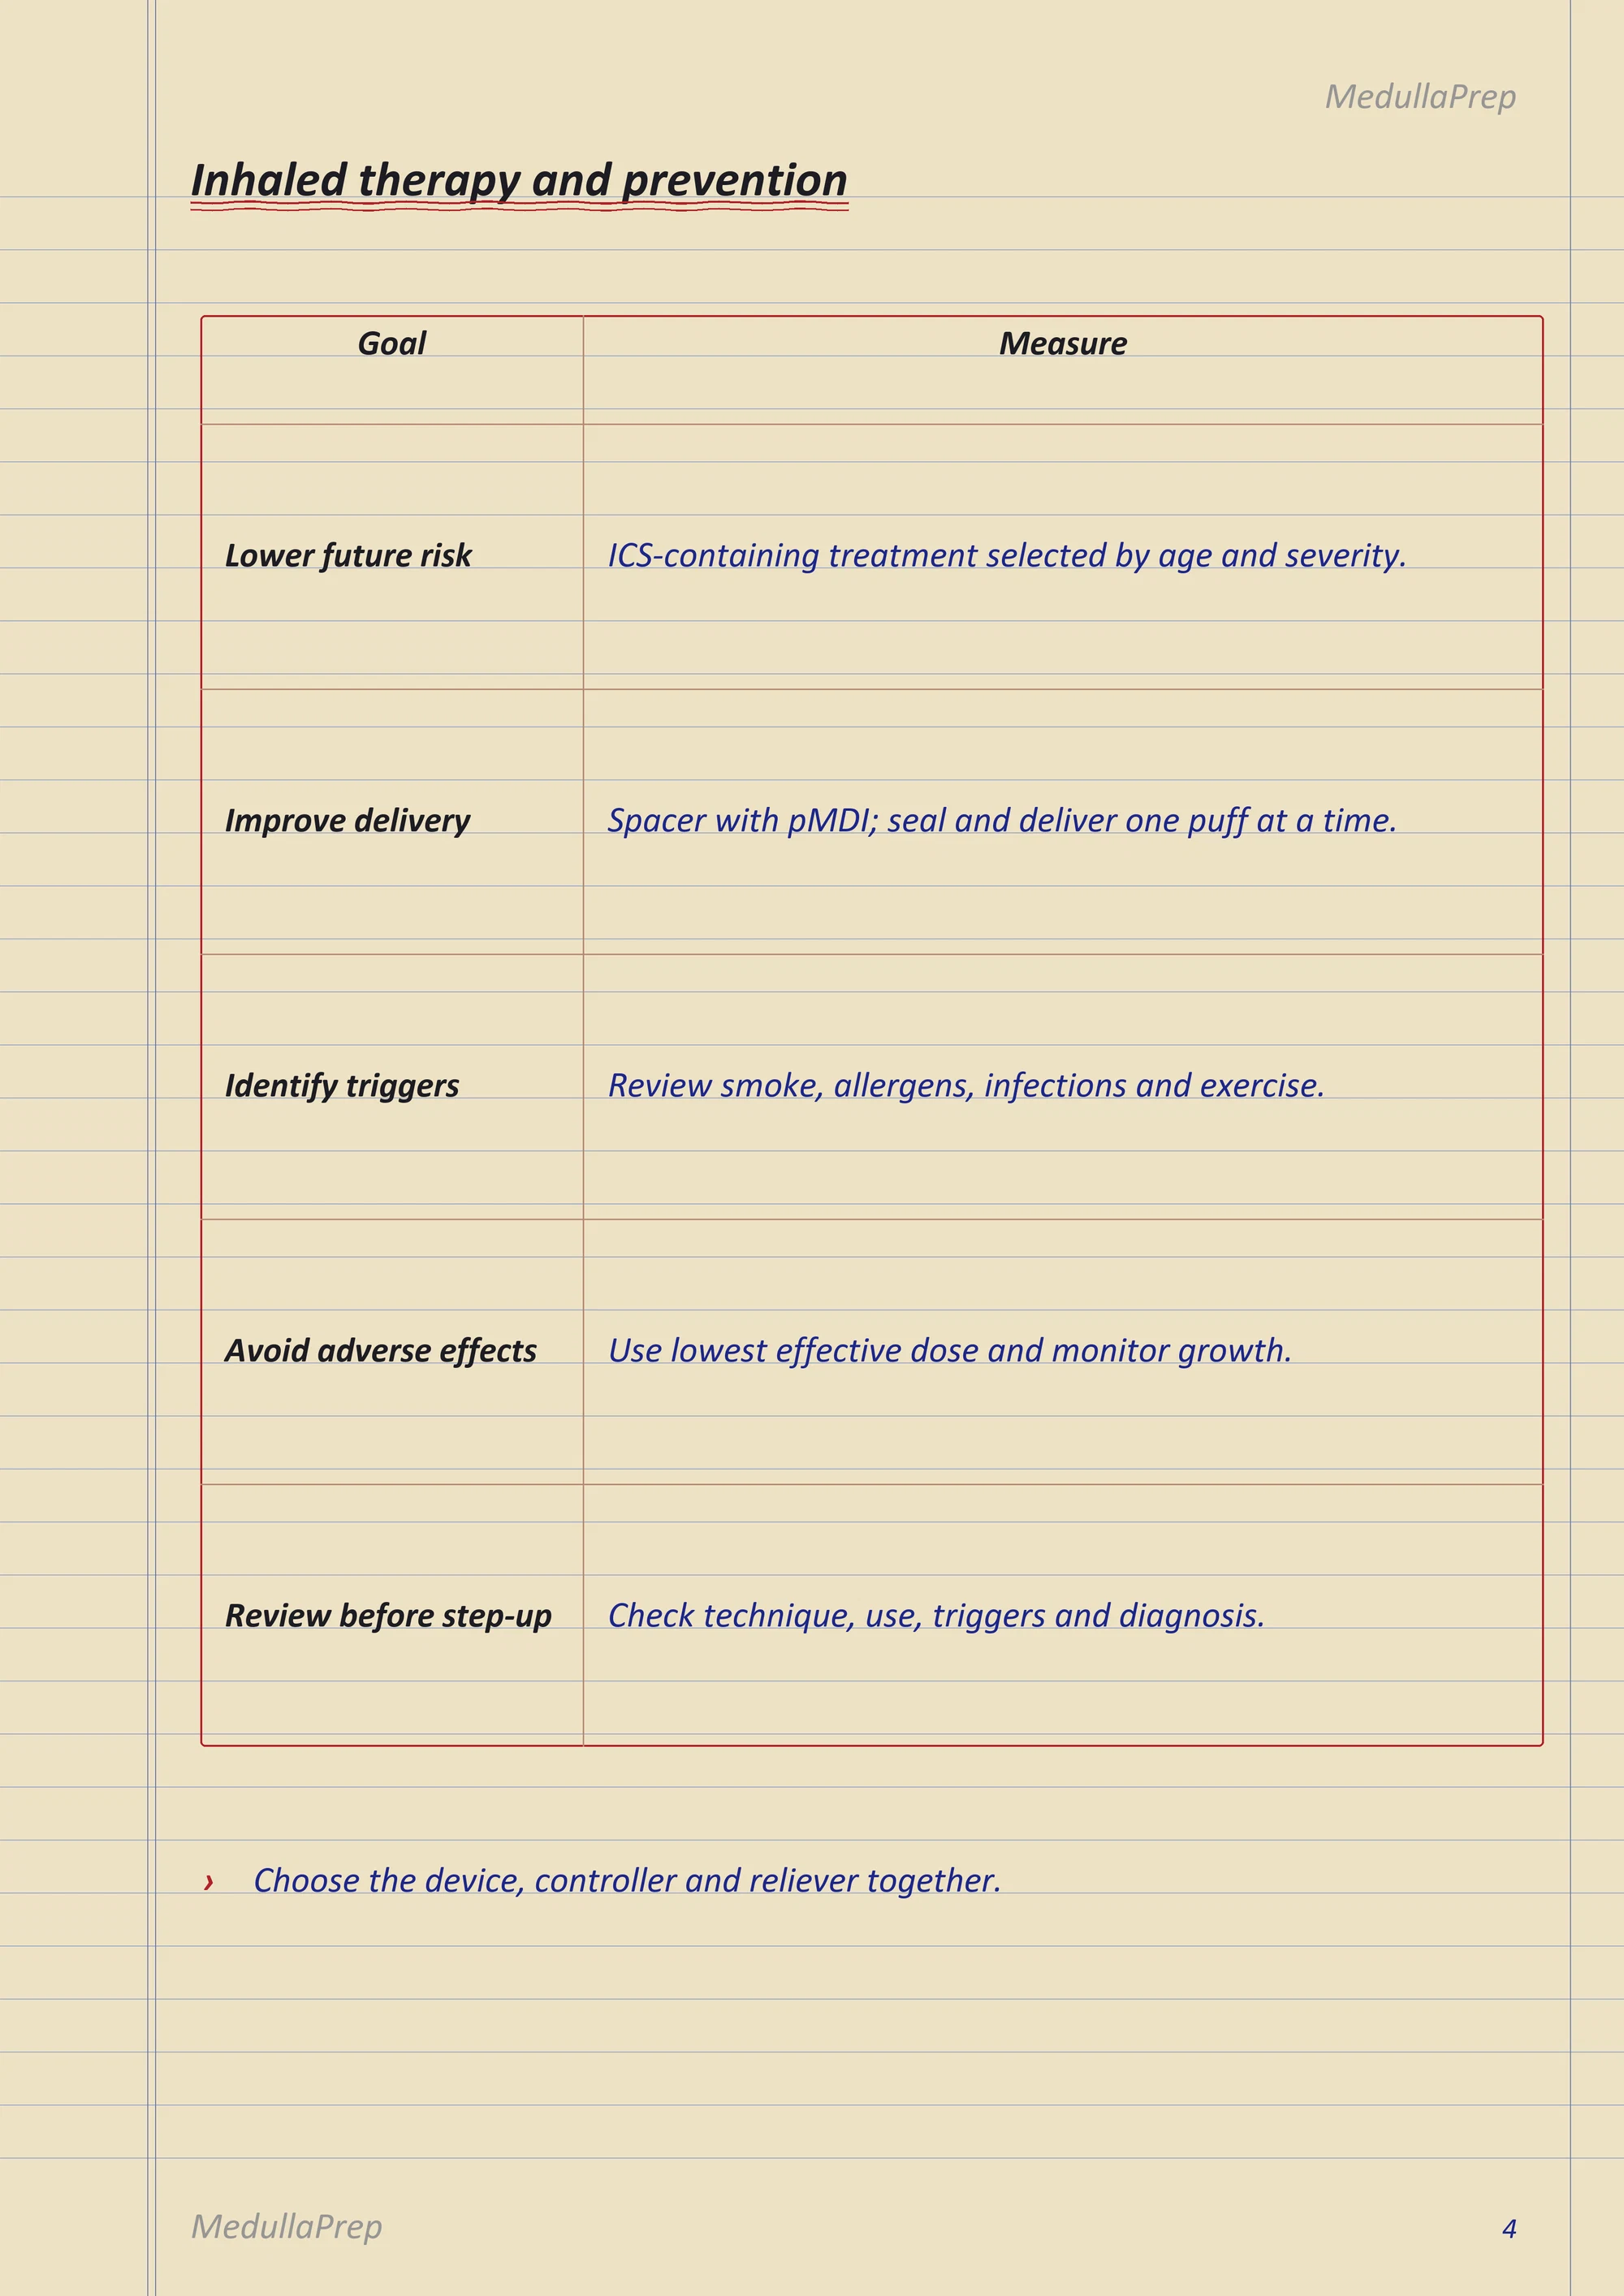 MedullaPrep
Inhaled therapy and prevention
Goal Measure
Lower future risk ICS-containing treatment selected by age and severity.
Improve delivery Spacer with pMDI; seal and deliver one puff at a time.
Identify triggers Review smoke, allergens, infections and exercise.
Avoid adverse effects Use lowest effective dose and monitor growth.
Review before step-up Check technique, use, triggers and diagnosis.
› Choose the device, controller and reliever together.
MedullaPrep 4